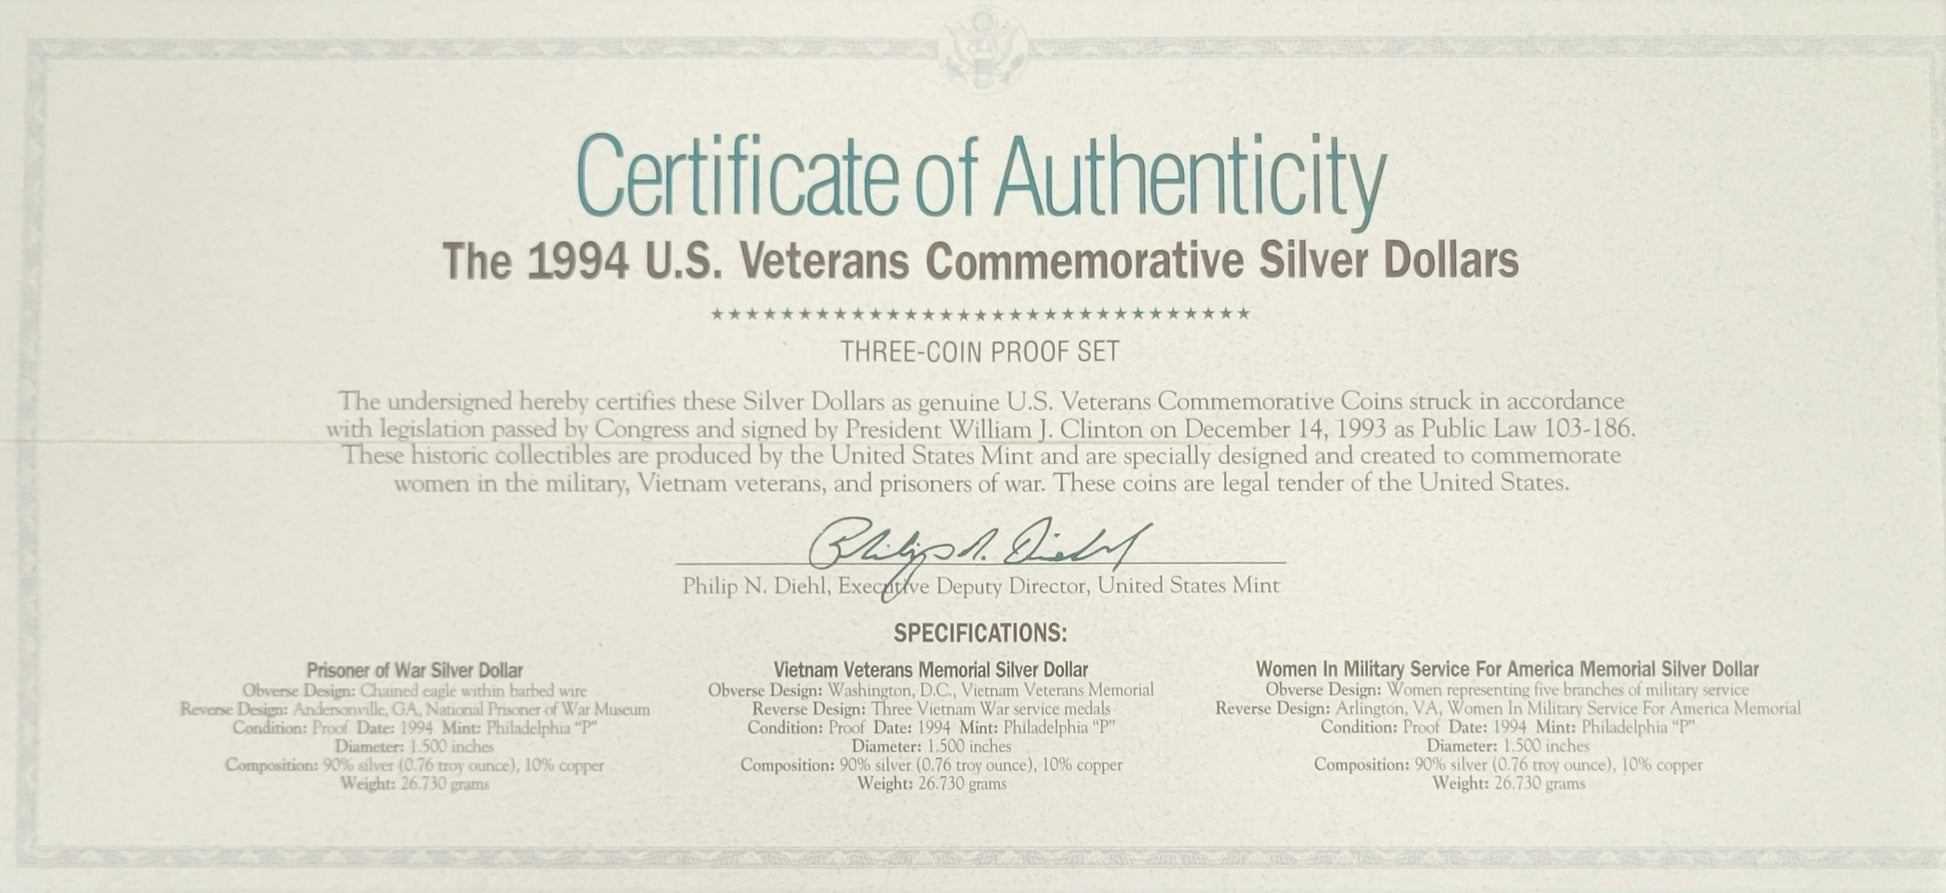 Certificate of Authenticity
The 1994 U.S. Veterans Commemorative Silver Dollars
THREE-COIN PROOF SET
The undersigned hereby certifies these Silver Dollars as genuine U.S. Veterans Commemorative Coins struck in accordance
with legislation passed by Congress and signed by President William J. Clinton on December 14, 1993 as Public Law 103-186.
These historic collectibles are produced by the United States Mint and are specially designed and created to commemorate
women in the military, Vietnam veterans, and prisoners of war. These coins are legal tender of the United States.
Philip N. Diehl
Philip N. Diehl, Executive Deputy Director, United States Mint
SPECIFICATIONS:
Prisoner of War Silver Dollar
Obverse Design: Chained eagle within barbed wire
Reverse Design: Andersonville, GA, National Prisoner of War Museum
Condition: Proof Date: 1994 Mint: Philadelphia "P"
Diameter: 1.500 inches
Composition: 90% silver (0.76 troy ounce), 10% copper
Weight: 26.730 grams
Vietnam Veterans Memorial Silver Dollar
Obverse Design: Washington, D.C., Vietnam Veterans Memorial
Reverse Design: Three Vietnam War service medals
Condition: Proof Date: 1994 Mint: Philadelphia "P"
Diameter: 1.500 inches
Composition: 90% silver (0.76 troy ounce), 10% copper
Weight: 26.730 grams
Women In Military Service For America Memorial Silver Dollar
Obverse Design: Women representing five branches of military service
Reverse Design: Arlington, VA, Women In Military Service For America Memorial
Condition: Proof Date: 1994 Mint: Philadelphia "P"
Diameter: 1.500 inches
Composition: 90% silver (0.76 troy ounce), 10% copper
Weight: 26.730 grams